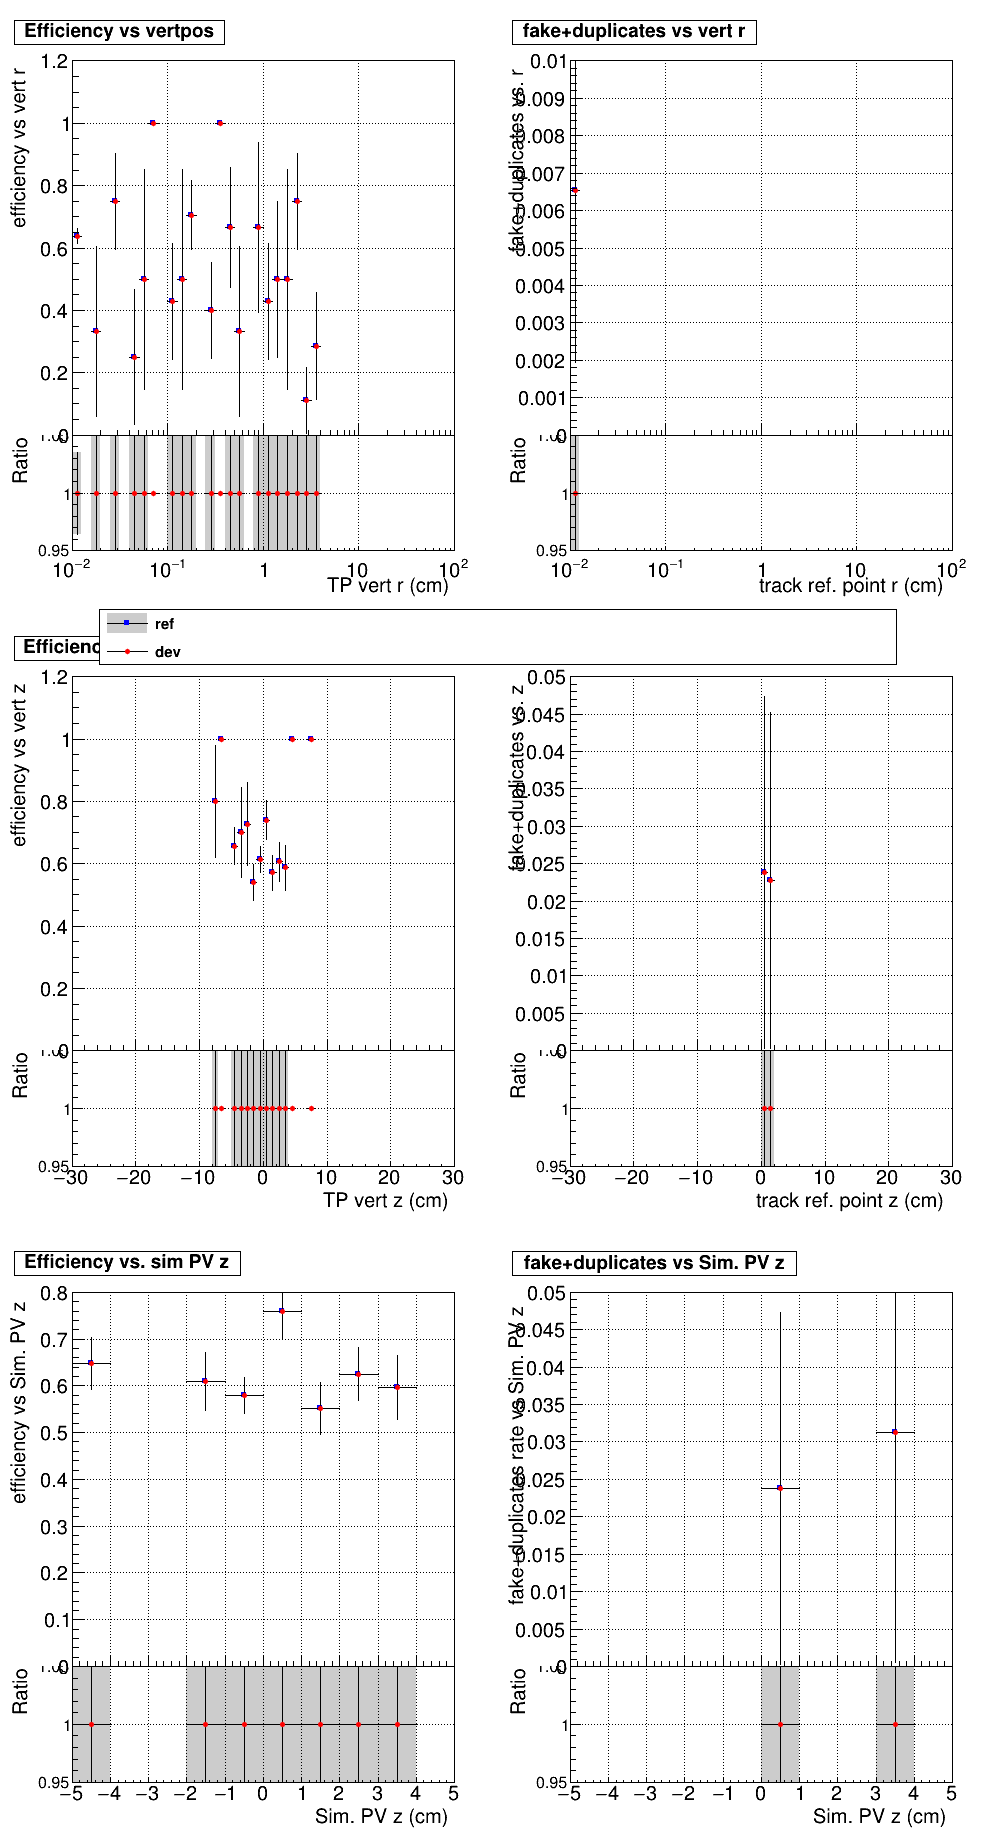 Efficiency vs vertpos
fake+duplicates vs vert r
efficiency vs vert r
1.2
1
0.8
0.6
0.4
0.2
0
Ratio
1
0.95
10−2 10−1 1 10 102
TP vert r (cm)
fake+duplicates vs. r
0.01
0.009
0.008
0.007
0.006
0.005
0.004
0.003
0.002
0.001
0
Ratio
1
0.95
10−2 10−1 1 10 102
track ref. point r (cm)
ref
dev
Efficienc
efficiency vs vert z
1.2
1
0.8
0.6
0.4
0.2
0
Ratio
1
0.95
−30 −20 −10 0 10 20 30
TP vert z (cm)
fake+duplicates vs. z
0.05
0.045
0.04
0.035
0.03
0.025
0.02
0.015
0.01
0.005
0
Ratio
1
0.95
−30 −20 −10 0 10 20 30
track ref. point z (cm)
Efficiency vs. sim PV z
fake+duplicates vs Sim. PV z
efficiency vs Sim. PV z
0.8
0.7
0.6
0.5
0.4
0.3
0.2
0.1
0
Ratio
1
0.95
−5 −4 −3 −2 −1 0 1 2 3 4 5
Sim. PV z (cm)
fake+duplicates rate vs Sim. PV z
0.05
0.045
0.04
0.035
0.03
0.025
0.02
0.015
0.01
0.005
0
Ratio
1
0.95
−5 −4 −3 −2 −1 0 1 2 3 4 5
Sim. PV z (cm)